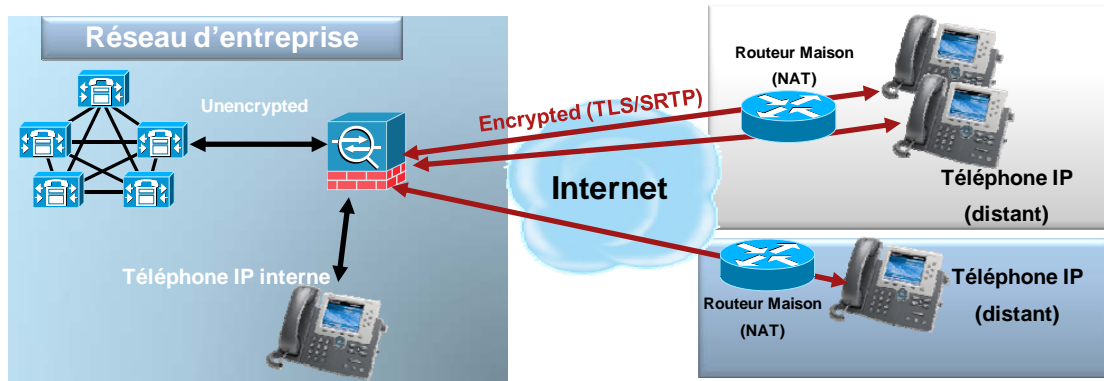 Réseau d'entreprise
Unencrypted
Téléphone IP interne
Encrypted (TLS/SRTP)
Internet
Routeur Maison
(NAT)
Téléphone IP
(distant)
Routeur Maison
(NAT)
Téléphone IP
(distant)